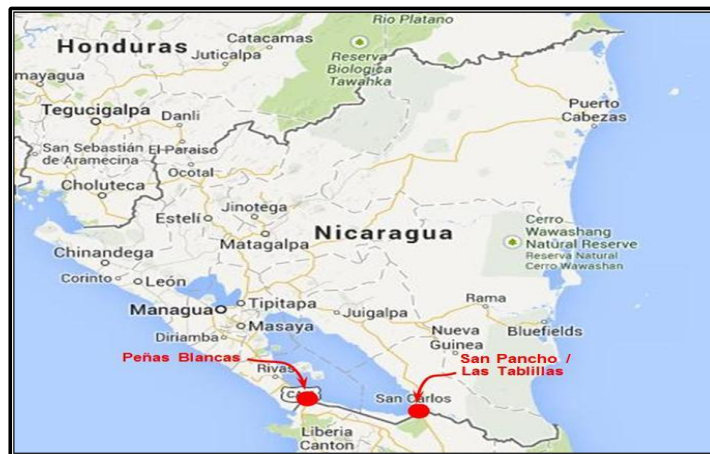 Rio Platano
Catacamas
Honduras
Juticalpa
Reserva
Biologica
Tawahka
mayagua
Tegucigalpa
Danli
Puerto
Cabezas
San Sebastián
de Aramecina
El Paraiso
Ocotal
Choluteca
Jinotega
Estelí
Matagalpa
Nicaragua
Cerro
Wawashang
Natural Reserve
Reserva Natural
Cerro Wawashan
Chinandega
Corinto
León
Managua
Tipitapa
Masaya
Juigalpa
Rama
Diriamba
Nueva
Guinea
Bluefields
Peñas Blancas
Rivas
San Pancho /
Las Tablillas
San Carlos
Liberia
Canton